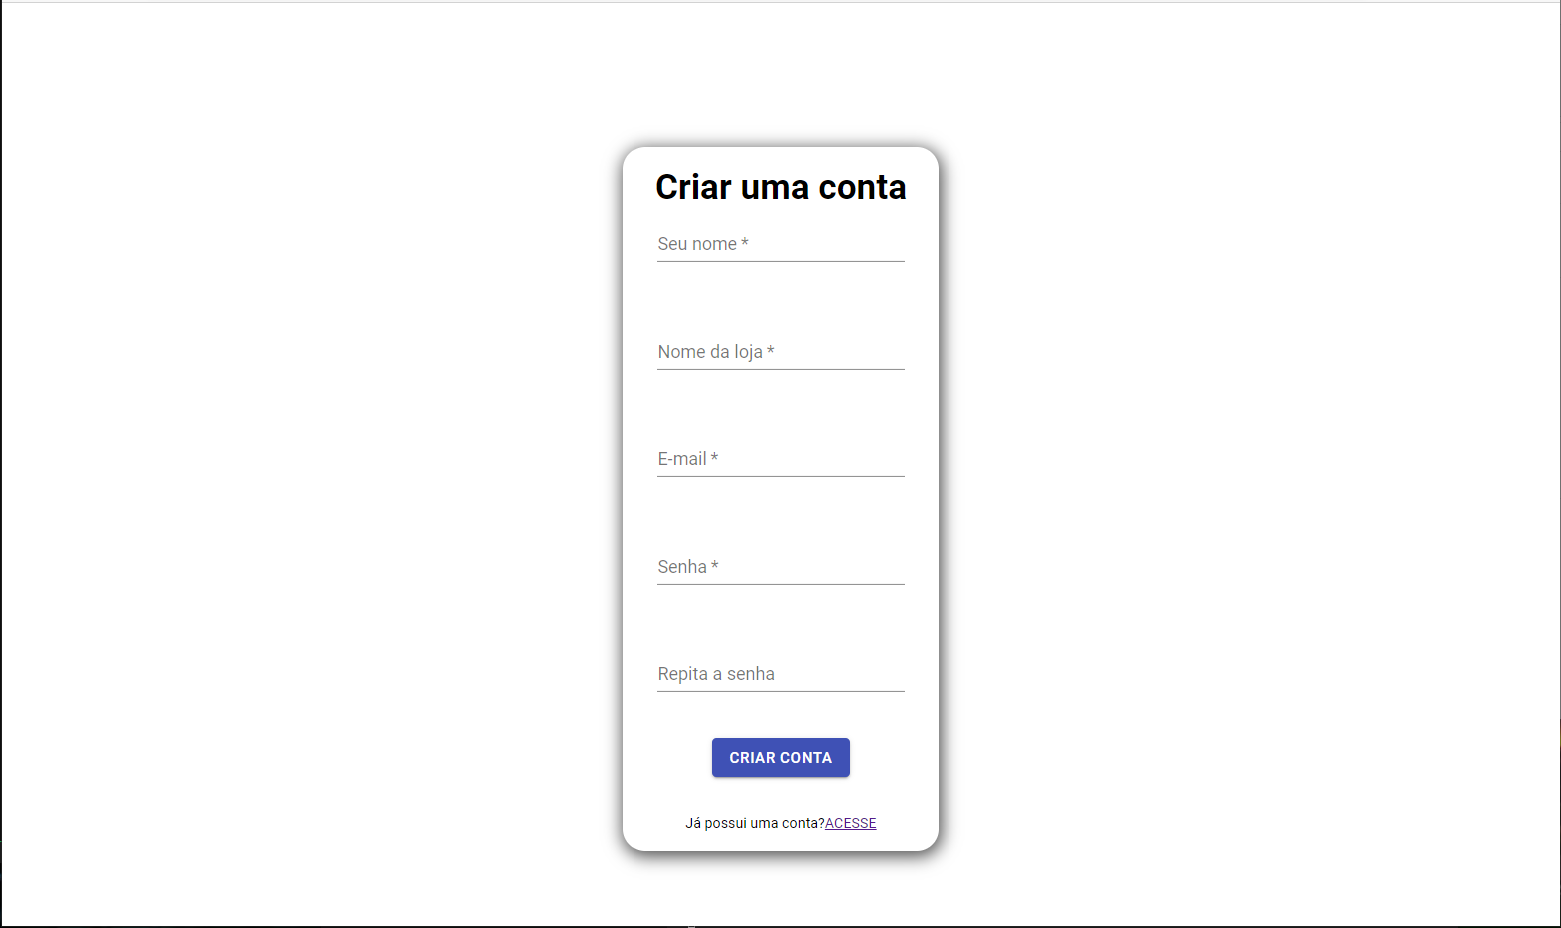 Criar uma conta
Seu nome *
Nome da loja *
E-mail *
Senha *
Repita a senha
CRIAR CONTA
Já possui uma conta?ACESSE